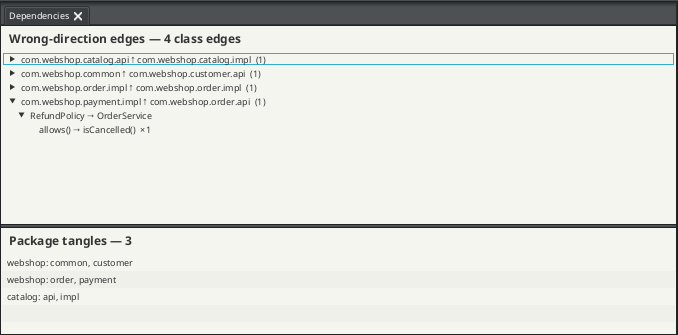 Dependencies
Wrong-direction edges — 4 class edges
com.webshop.catalog.api ↑ com.webshop.catalog.impl (1)
com.webshop.common ↑ com.webshop.customer.api (1)
com.webshop.order.impl ↑ com.webshop.order.impl (1)
com.webshop.payment.impl ↑ com.webshop.order.api (1)
RefundPolicy → OrderService
allows() → isCancelled() ×1
Package tangles — 3
webshop: common, customer
webshop: order, payment
catalog: api, impl